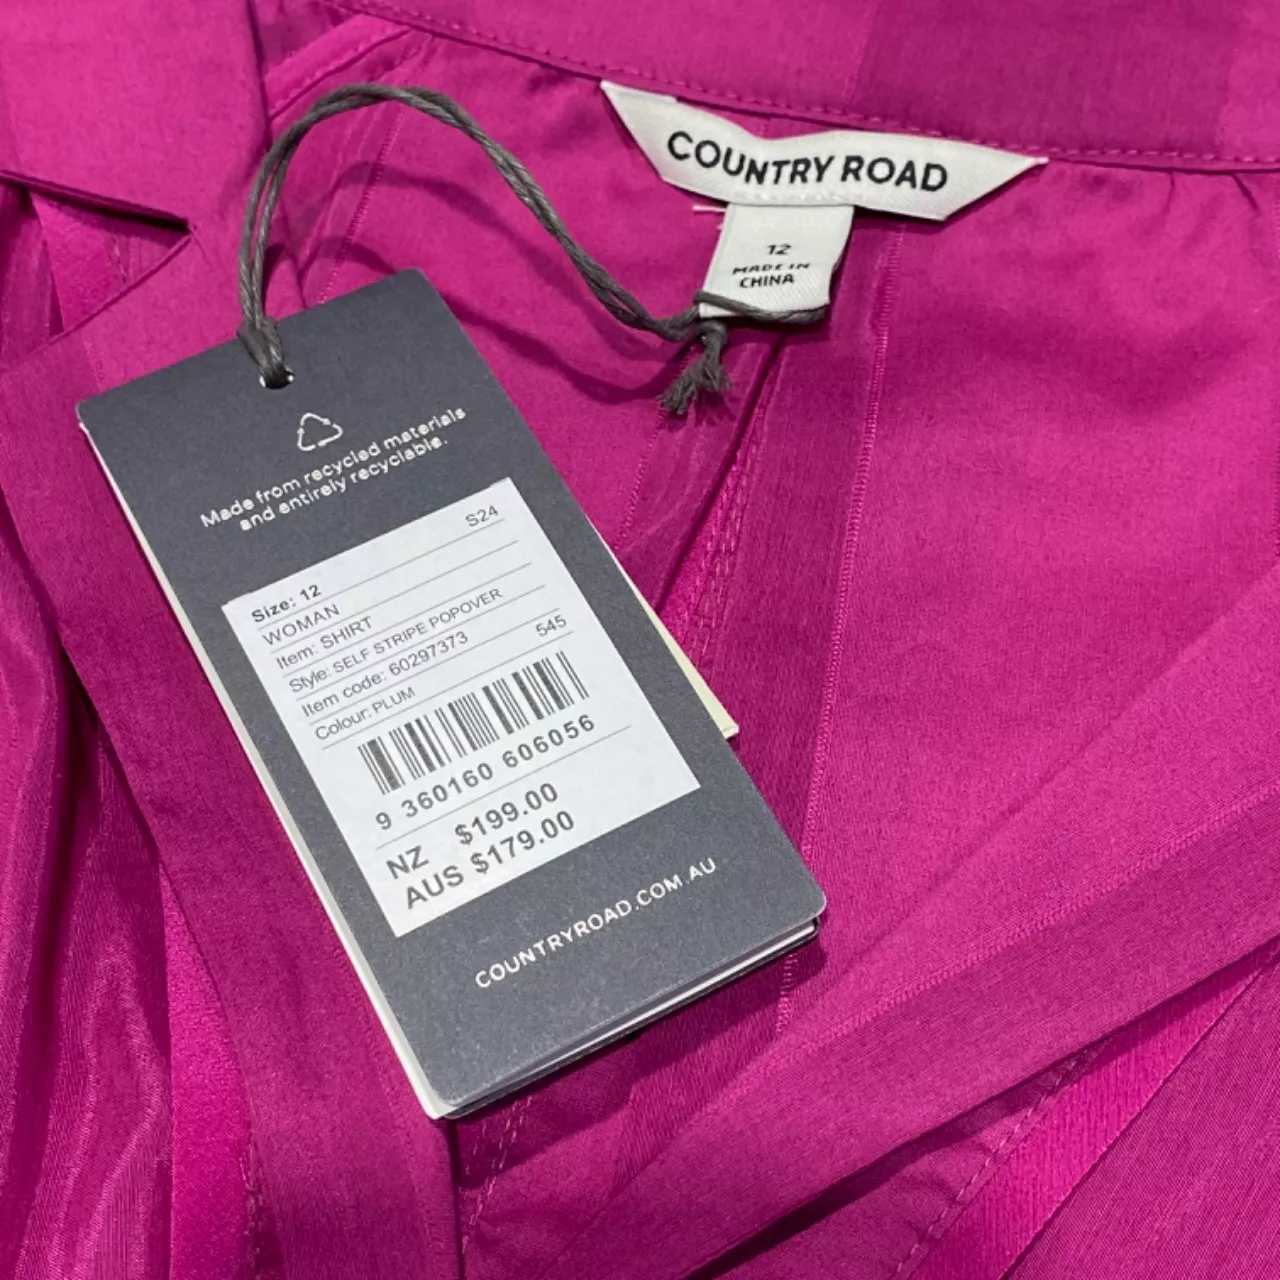 COUNTRY ROAD
12
MADE IN
CHINA
Made from recycled materials
and entirely recyclable.
S24
Size: 12
WOMAN
Item: SHIRT
Style: SELF STRIPE POPOVER
Item code: 60297373 545
Colour: PLUM
9 360160 606056
NZ $199.00
AUS $179.00
COUNTRYROAD.COM.AU